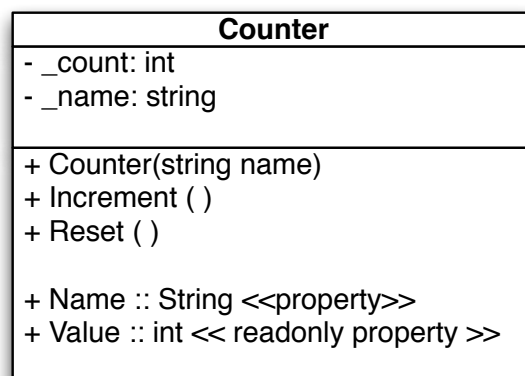 Counter
- _count: int
- _name: string
+ Counter(string name)
+ Increment ( )
+ Reset ( )
+ Name :: String <<property>>
+ Value :: int << readonly property >>